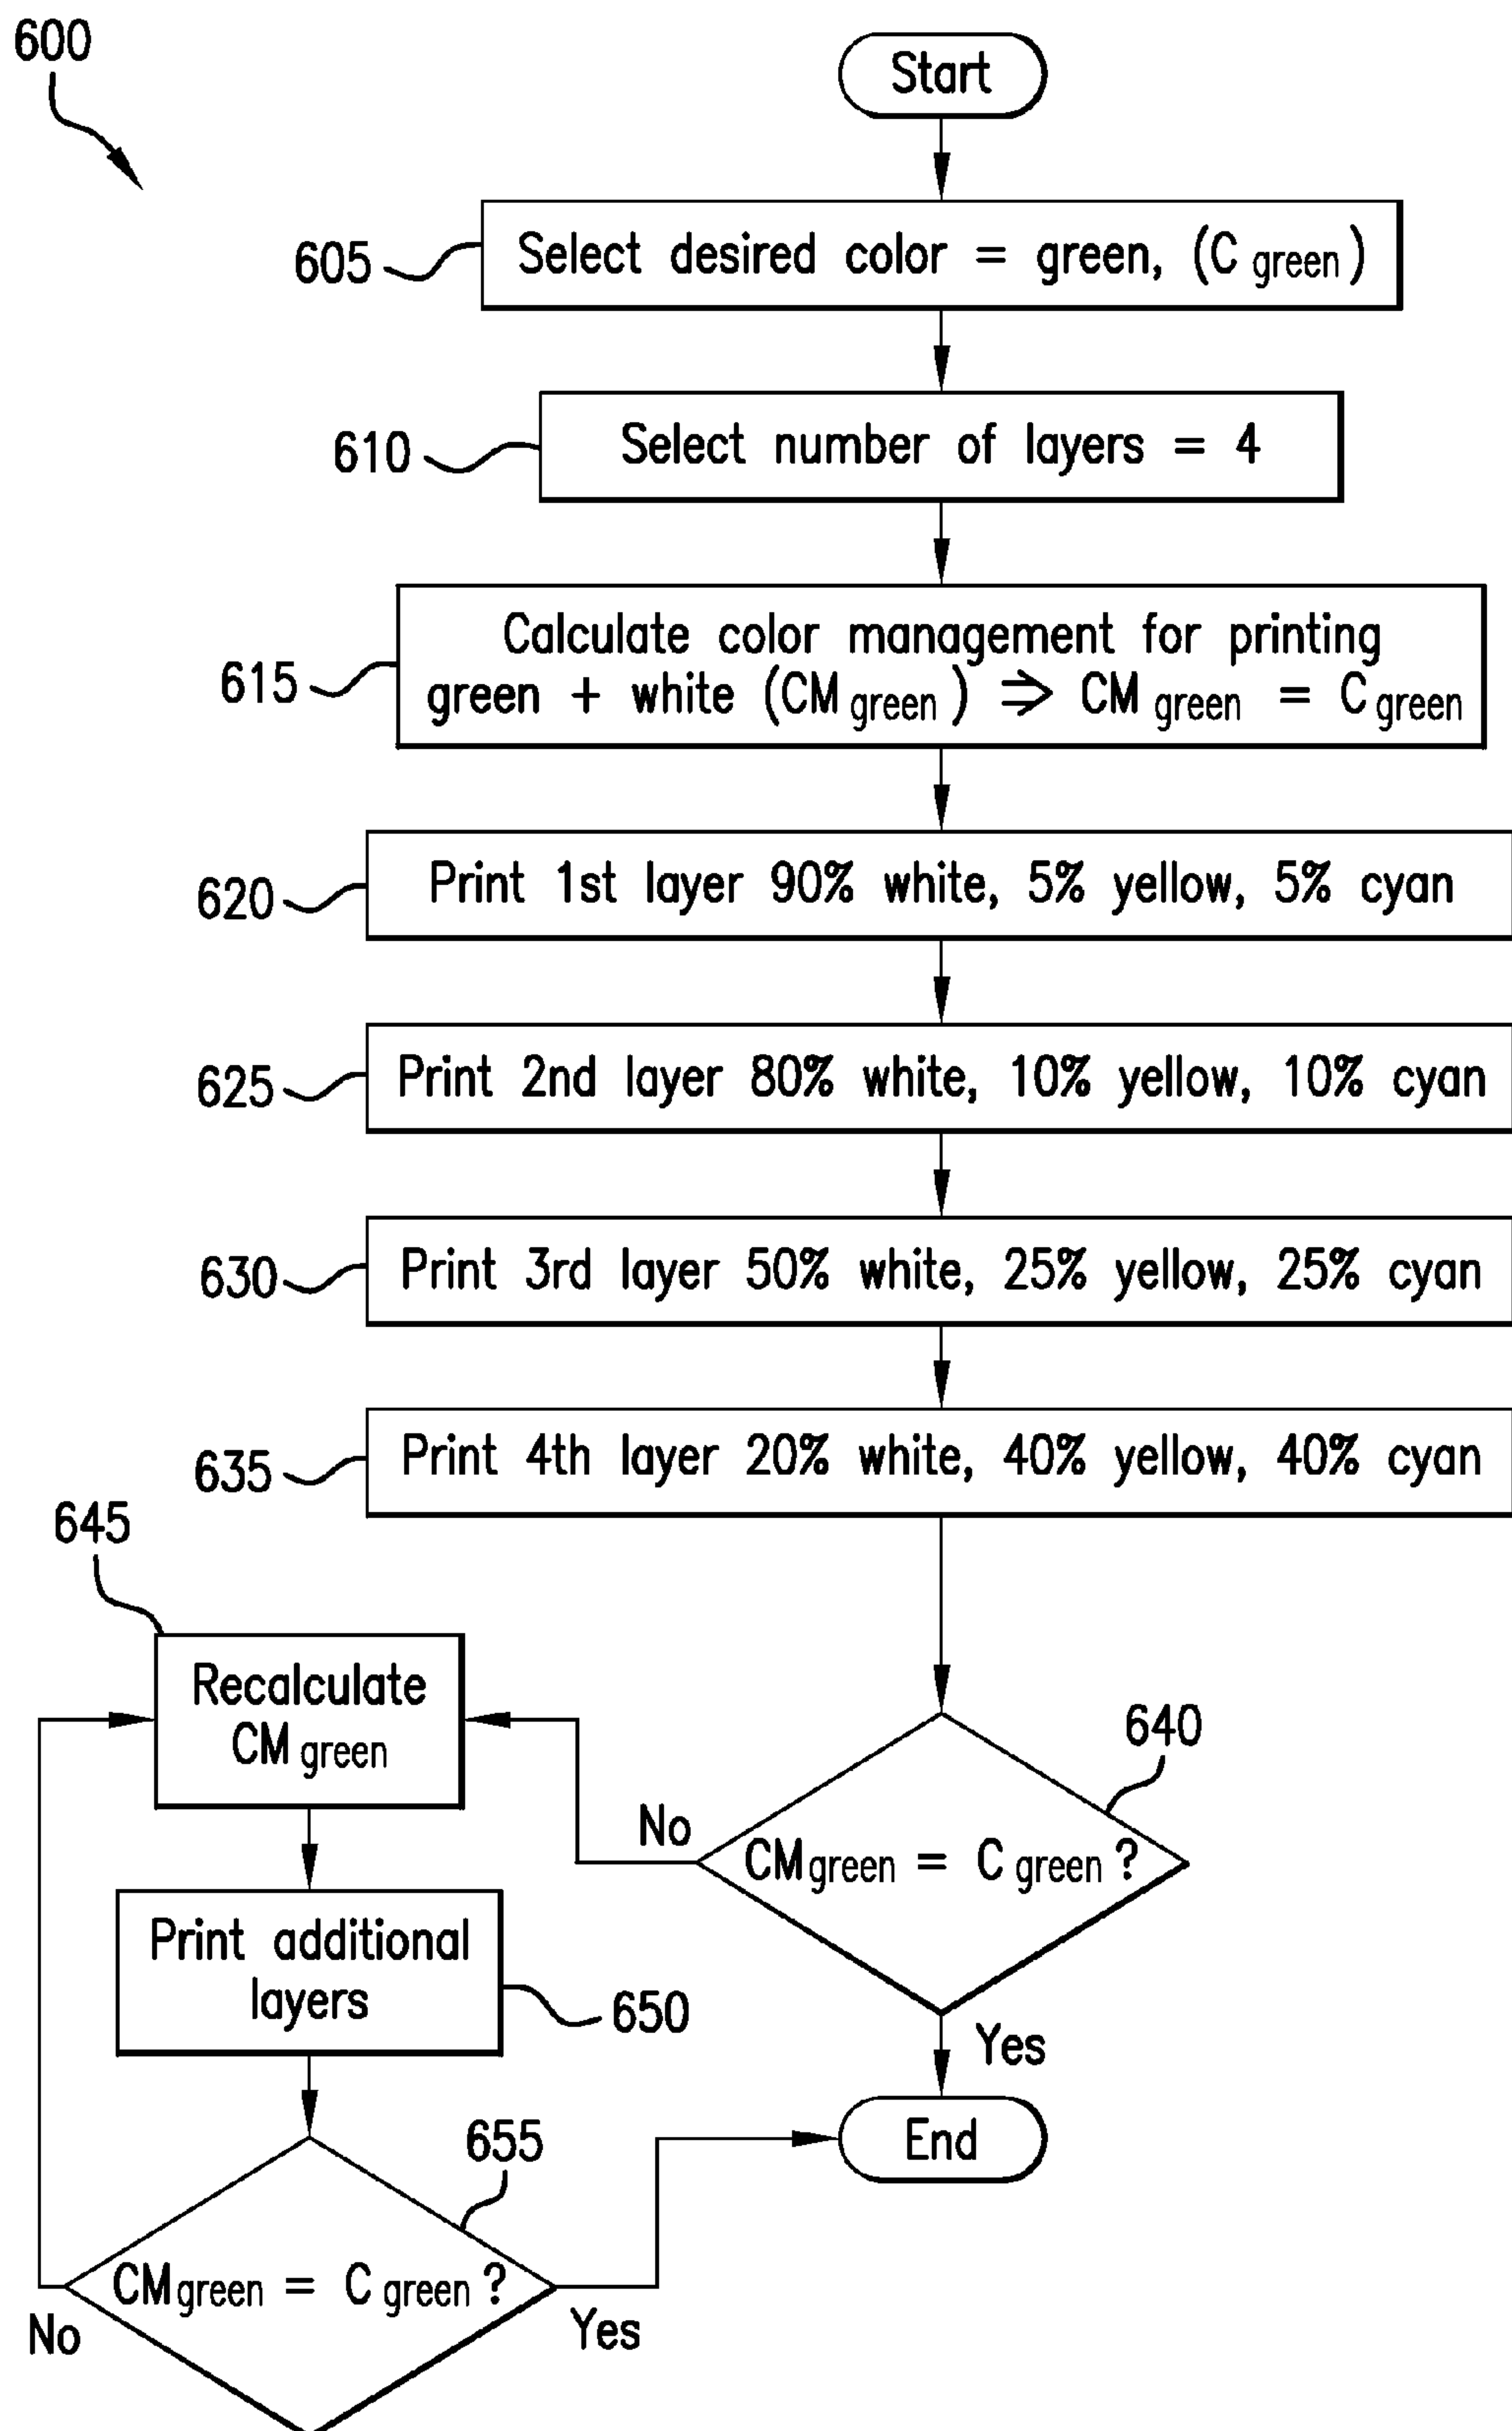 600
Start
605
Select desired color = green, (C green)
610
Select number of layers = 4
615
Calculate color management for printing
green + white (CM green) ⇒ CM green = C green
620
Print 1st layer 90% white, 5% yellow, 5% cyan
625
Print 2nd layer 80% white, 10% yellow, 10% cyan
630
Print 3rd layer 50% white, 25% yellow, 25% cyan
635
Print 4th layer 20% white, 40% yellow, 40% cyan
645
Recalculate
CM green
640
No
CM green = C green ?
Print additional
layers
650
Yes
655
End
CM green = C green ?
No
Yes